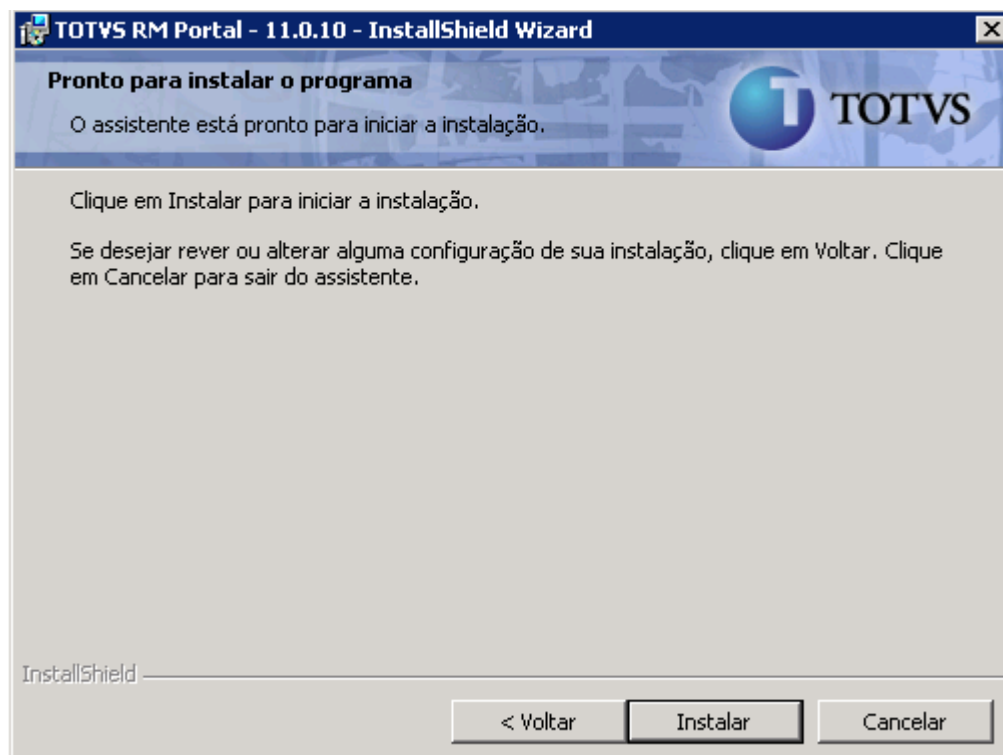 TOTVS RM Portal - 11.0.10 - InstallShield Wizard
Pronto para instalar o programa
O assistente está pronto para iniciar a instalação.
TOTVS
Clique em Instalar para iniciar a instalação.
Se desejar rever ou alterar alguma configuração de sua instalação, clique em Voltar. Clique
em Cancelar para sair do assistente.
InstallShield
< Voltar
Instalar
Cancelar